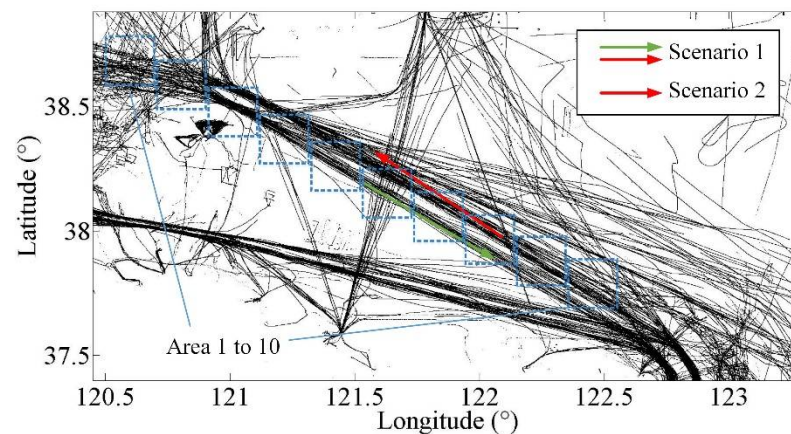 Scenario 1
Scenario 2
38.5
38
37.5
Latitude (°)
Area 1 to 10
120.5 121 121.5 122 122.5 123
Longitude (°)